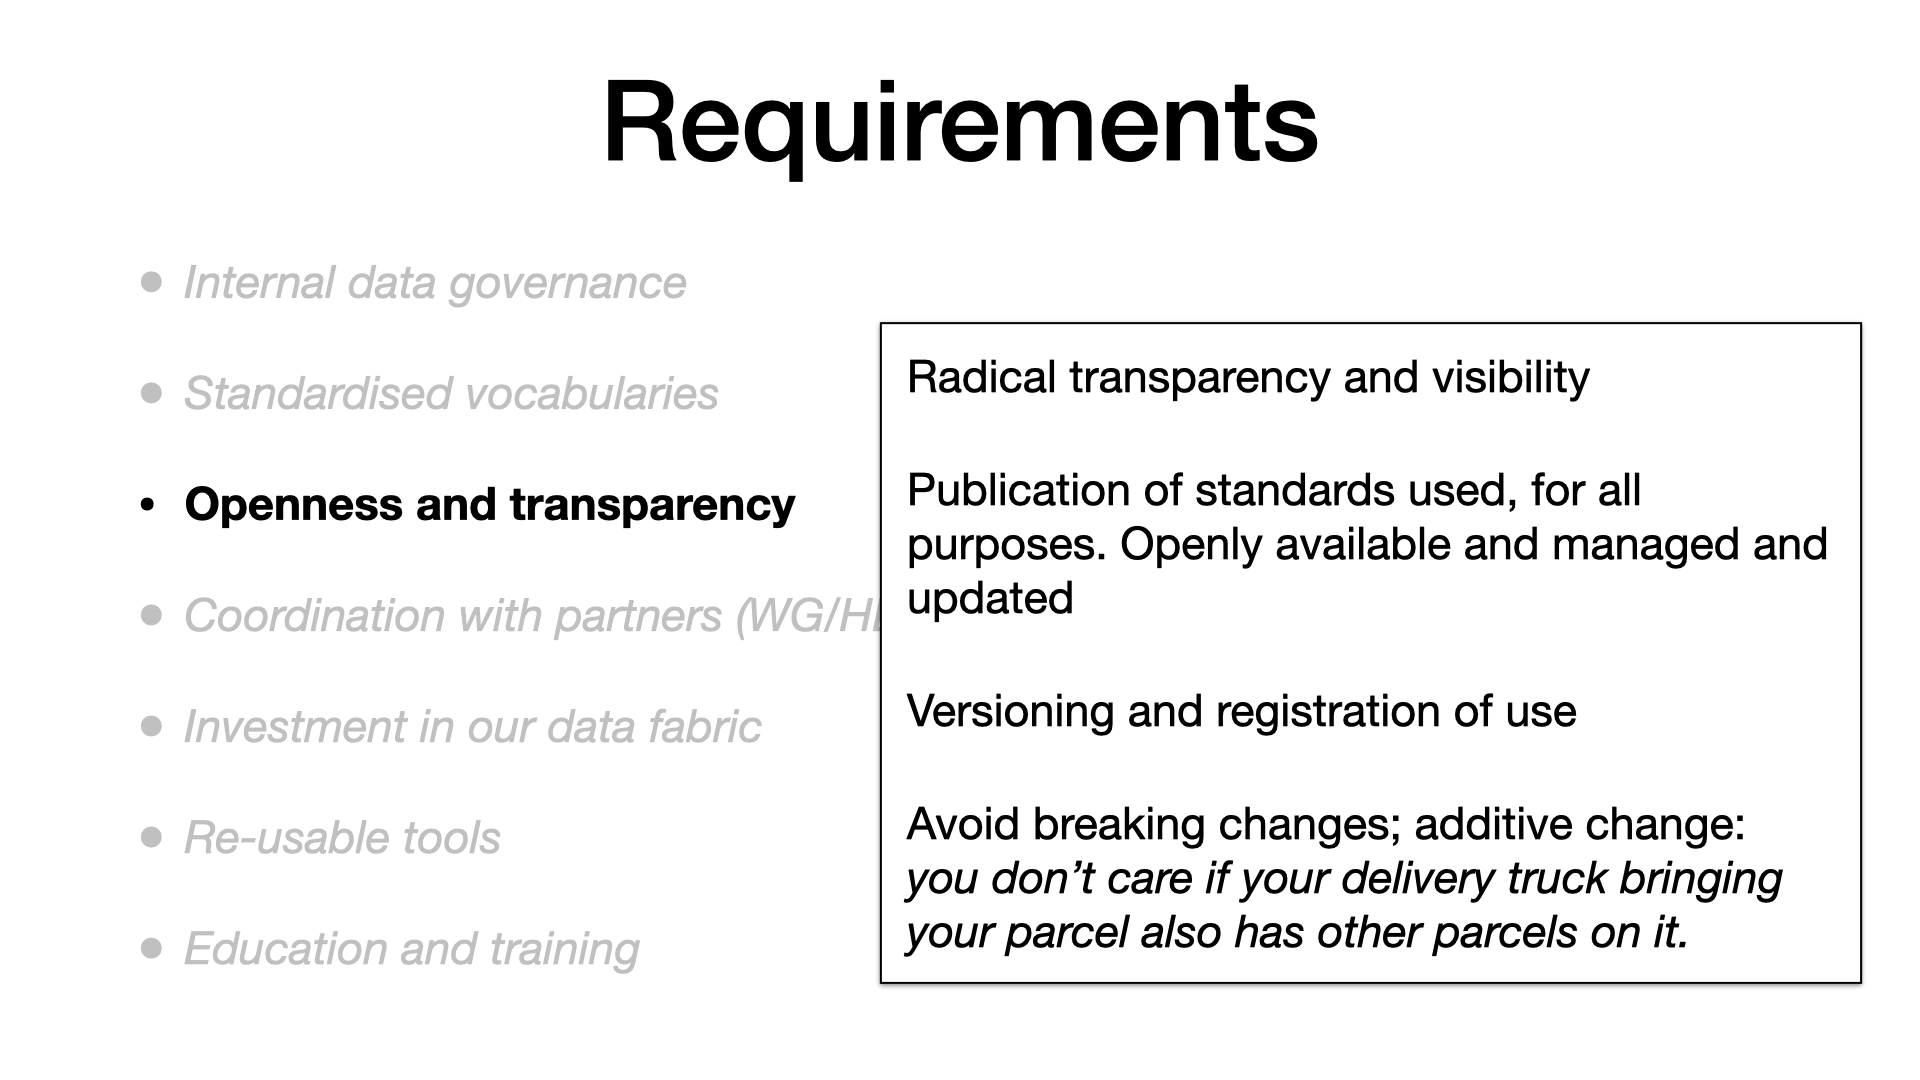 Requirements
• Internal data governance
• Standardised vocabularies
• Openness and transparency
• Coordination with partners
• Investment in our data fabric
• Re-usable tools
• Education and training
Radical transparency and visibility
Publication of standards used, for all
purposes. Openly available and managed and
updated
Versioning and registration of use
Avoid breaking changes; additive change:
you don’t care if your delivery truck bringing
your parcel also has other parcels on it.